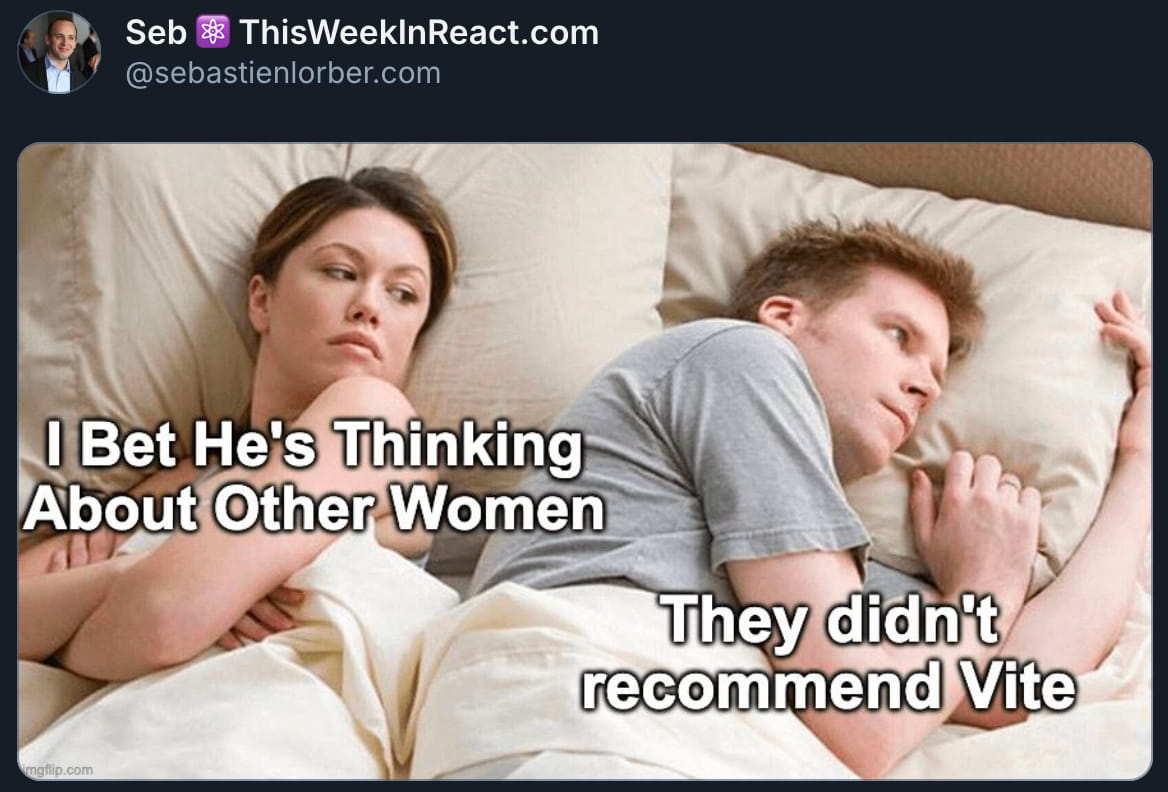 Seb ⚛️ ThisWeekInReact.com
@sebastienlorber.com
I Bet He's Thinking
About Other Women
They didn't
recommend Vite
imgflip.com